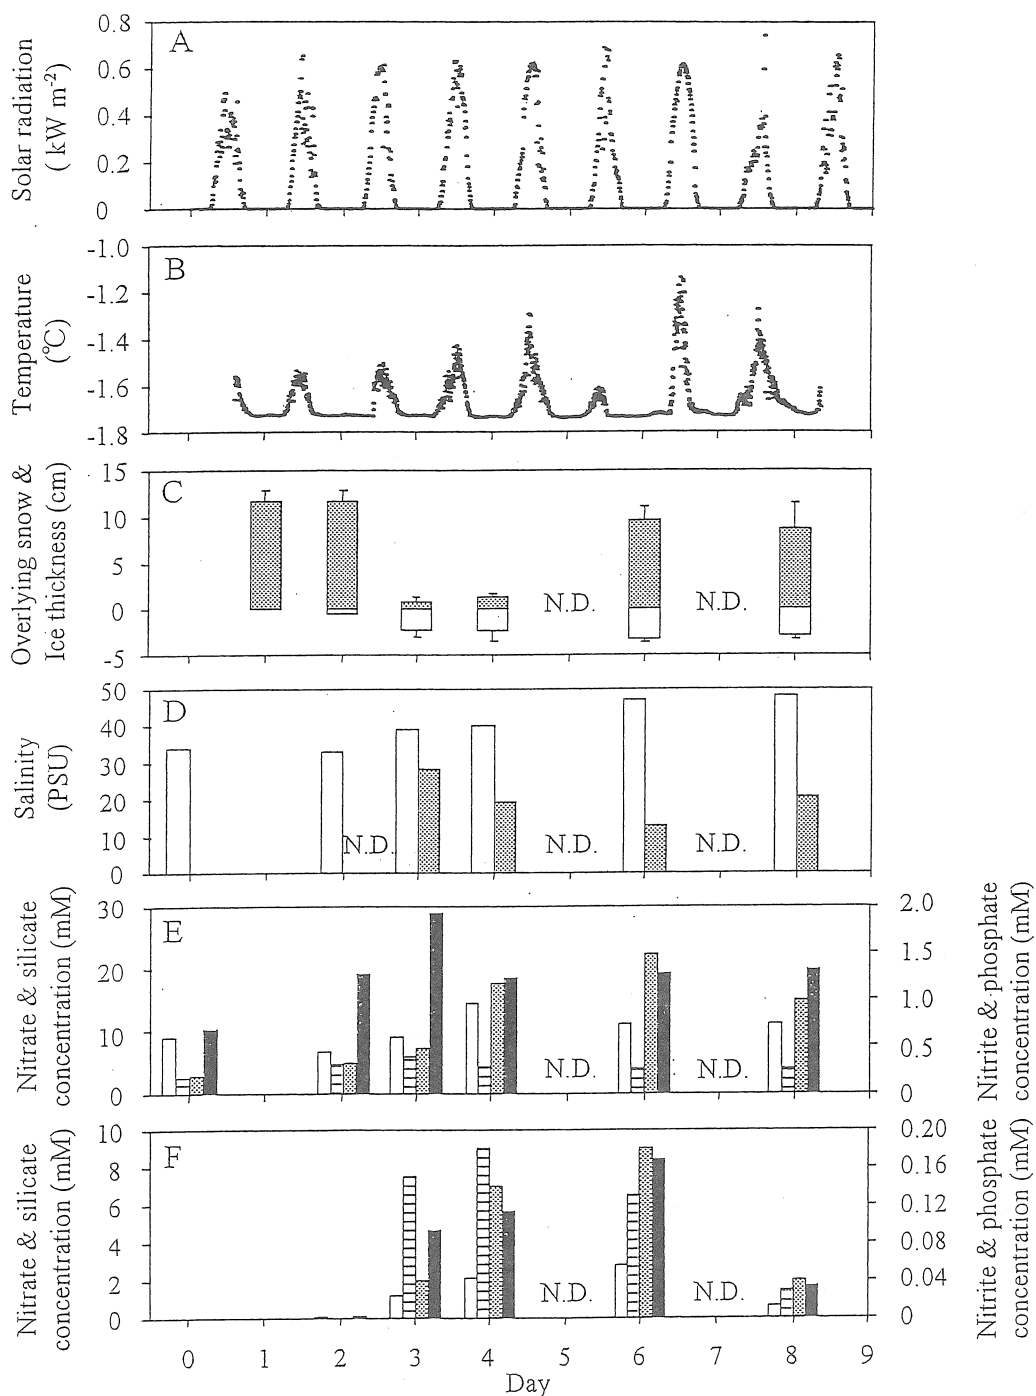 A
Solar radiation
( kW m-2)
0.8
0.6
0.4
0.2
0
B
Temperature
(°C)
-1.0
-1.2
-1.4
-1.6
-1.8
C
Overlying snow &
Ice thickness (cm)
15
10
5
0
-5
N.D.
N.D.
D
Salinity
(PSU)
50
40
30
20
10
0
N.D.
N.D.
N.D.
E
Nitrate & silicate
concentration (mM)
30
20
10
0
N.D.
N.D.
2.0
1.5
1.0
0.5
0
Nitrite & phosphate
concentration (mM)
F
Nitrate & silicate
concentration (mM)
10
8
6
4
2
0
N.D.
N.D.
0.20
0.16
0.12
0.08
0.04
0
Nitrite & phosphate
concentration (mM)
0 1 2 3 4 5 6 7 8 9
Day